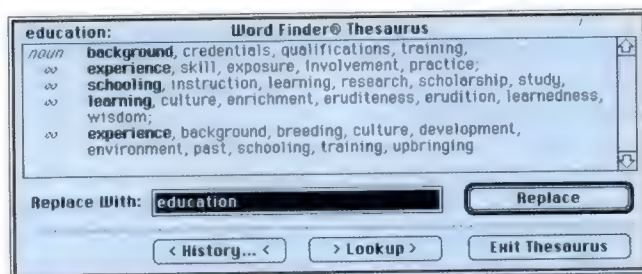 education: Word Finder® Thesaurus
noun background, credentials, qualifications, training,
∞ experience, skill, exposure, involvement, practice;
∞ schooling, instruction, learning, research, scholarship, study,
∞ learning, culture, enrichment, eruditeness, erudition, learnedness,
wisdom;
∞ experience, background, breeding, culture, development,
environment, past, schooling, training, upbringing
Replace With: education Replace
< History... < > Lookup > Exit Thesaurus